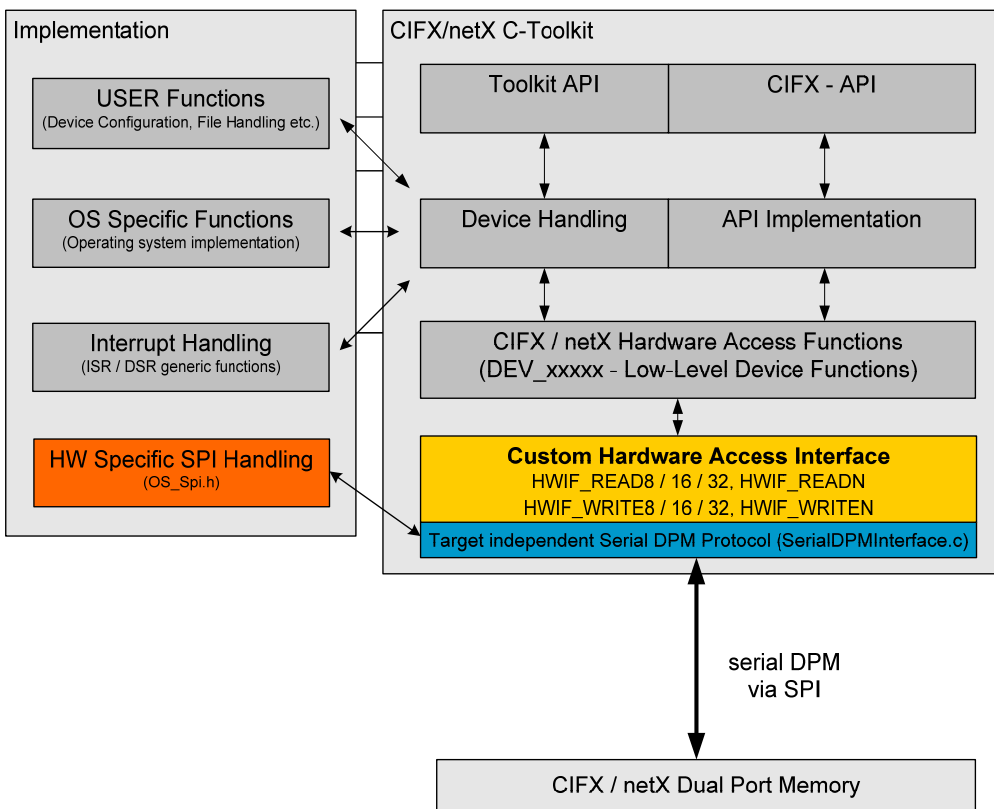 Implementation
USER Functions
(Device Configuration, File Handling etc.)
OS Specific Functions
(Operating system implementation)
Interrupt Handling
(ISR / DSR generic functions)
HW Specific SPI Handling
(OS_Spi.h)
CIFX/netX C-Toolkit
Toolkit API
CIFX - API
Device Handling
API Implementation
CIFX / netX Hardware Access Functions
(DEV_xxxxx - Low-Level Device Functions)
Custom Hardware Access Interface
HWIF_READ8 / 16 / 32, HWIF_READN
HWIF_WRITE8 / 16 / 32, HWIF_WRITEN
Target independent Serial DPM Protocol (SerialDPMInterface.c)
serial DPM
via SPI
CIFX / netX Dual Port Memory